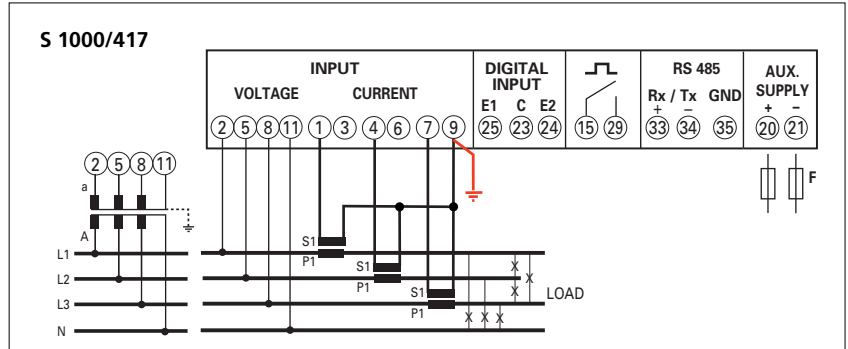 S 1000/417
INPUT
VOLTAGE CURRENT
DIGITAL
INPUT
E1 C E2
RS 485
Rx / Tx GND
+ –
AUX.
SUPPLY
+ –
2 5 8 11 1 3 4 6 7 9 25 23 24 15 29 33 34 35 20 21
2 5 8 11
a
A
F
S1
P1
S1
P1
S1
P1
L1
L2
L3
N
X
X X
X
X X X
LOAD